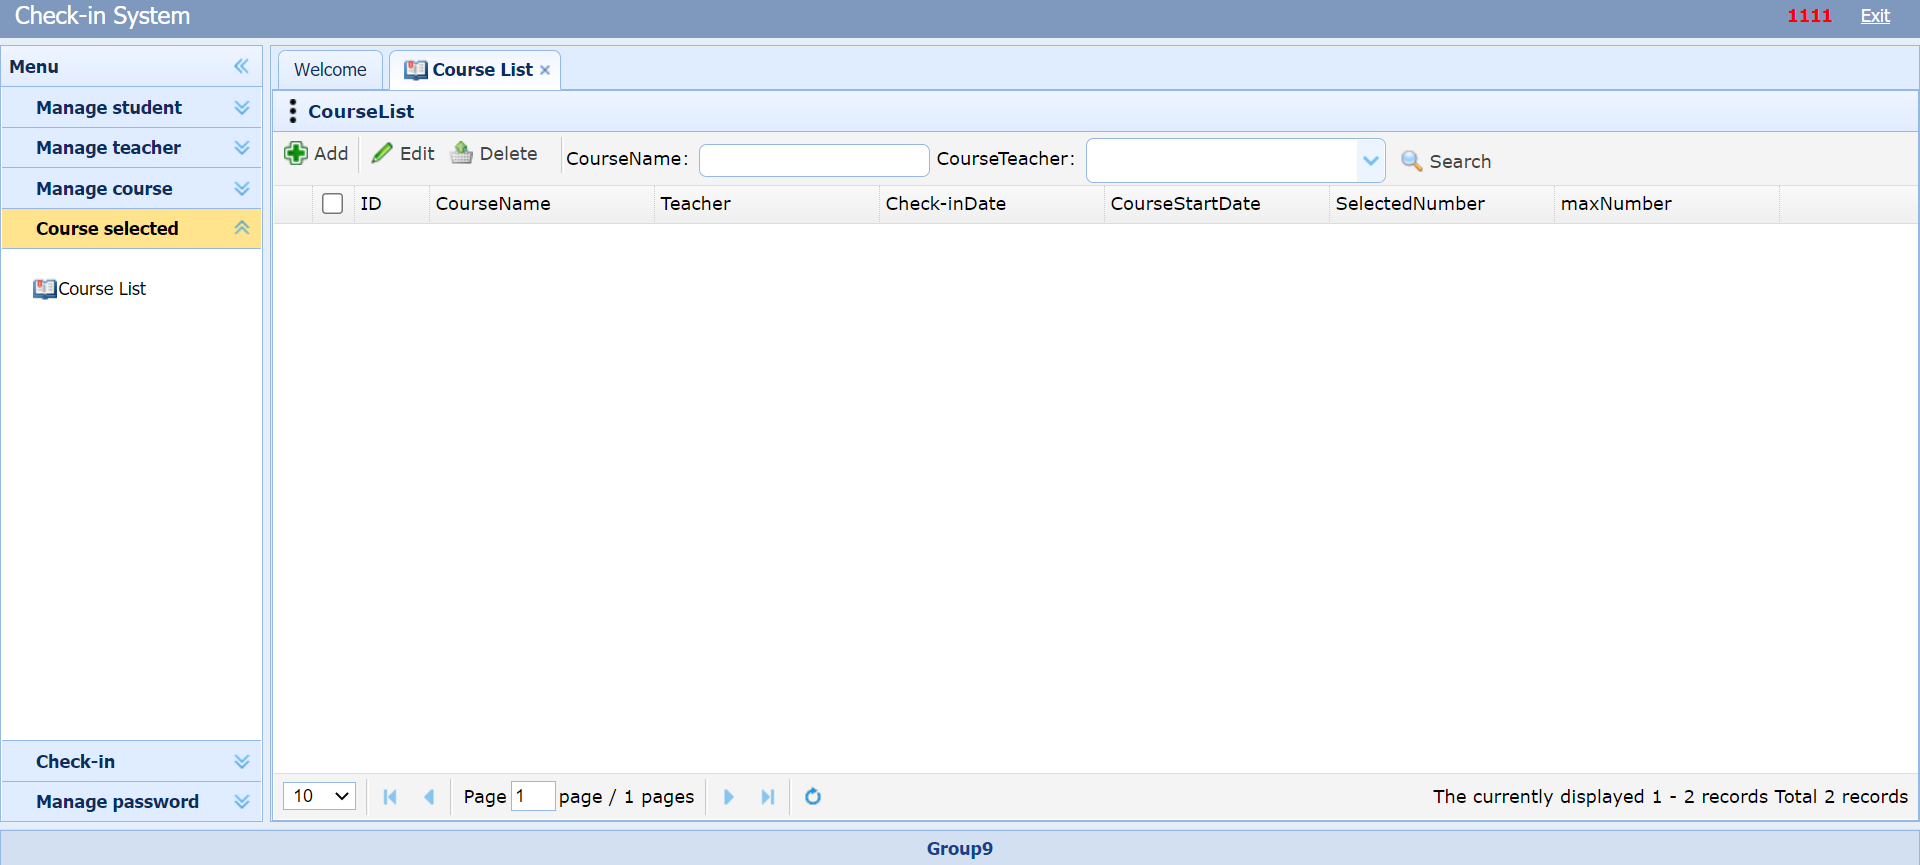 Check-in System
1111 Exit
Menu
Manage student
Manage teacher
Manage course
Course selected
Course List
Check-in
Manage password
Welcome
Course List
CourseList
Add Edit Delete CourseName: CourseTeacher: Search
ID CourseName Teacher Check-inDate CourseStartDate SelectedNumber maxNumber
10 Page 1 page / 1 pages The currently displayed 1 - 2 records Total 2 records
Group9